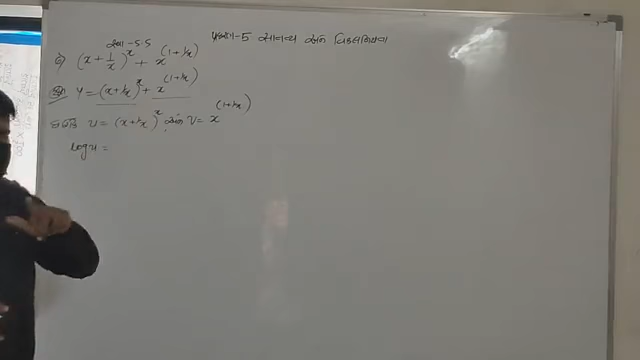 પ્રકરણ-5 સાતત્ય અને વિકલનીયતા
સ્વા-5.5
6) (x + 1/x)^x + x^(1+1/x)
y = (x+1/x)^x + x^(1+1/x)
u = (x+1/x)^x અને v = x^(1+1/x)
log u =